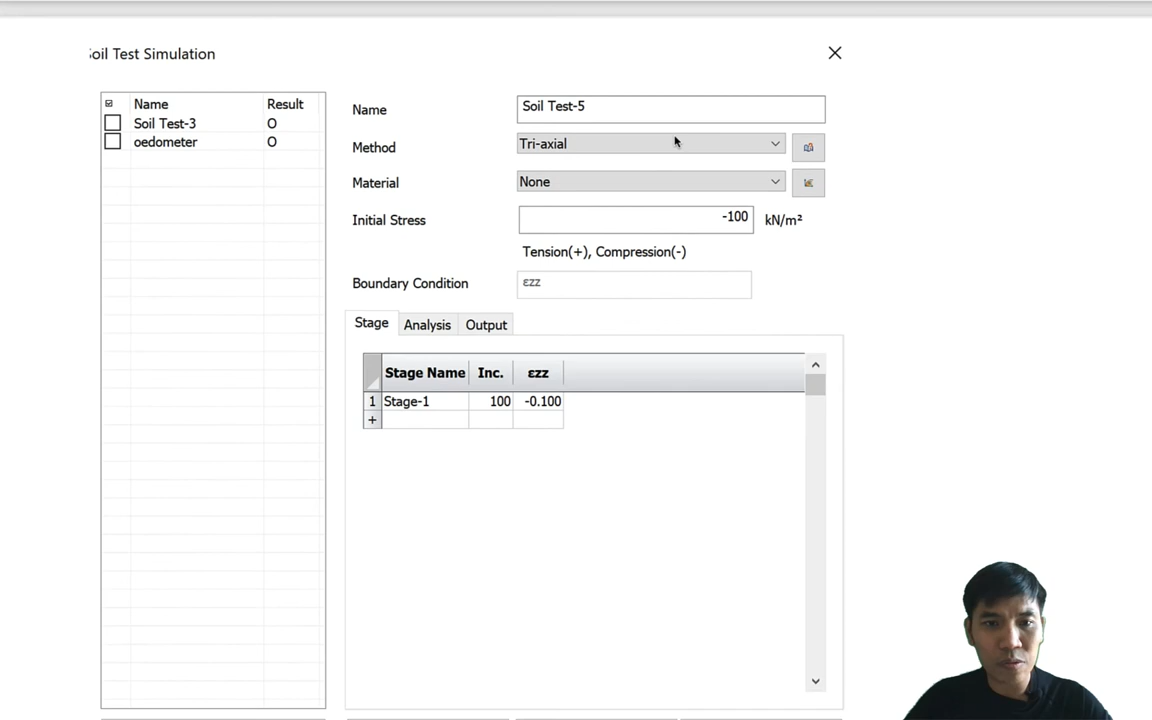 Soil Test Simulation
Name Result
Soil Test-3 O
oedometer O
Name Soil Test-5
Method Tri-axial
Material None
Initial Stress -100 kN/m²
Tension(+), Compression(-)
Boundary Condition εzz
Stage Analysis Output
Stage Name Inc. εzz
1 Stage-1 100 -0.100
+